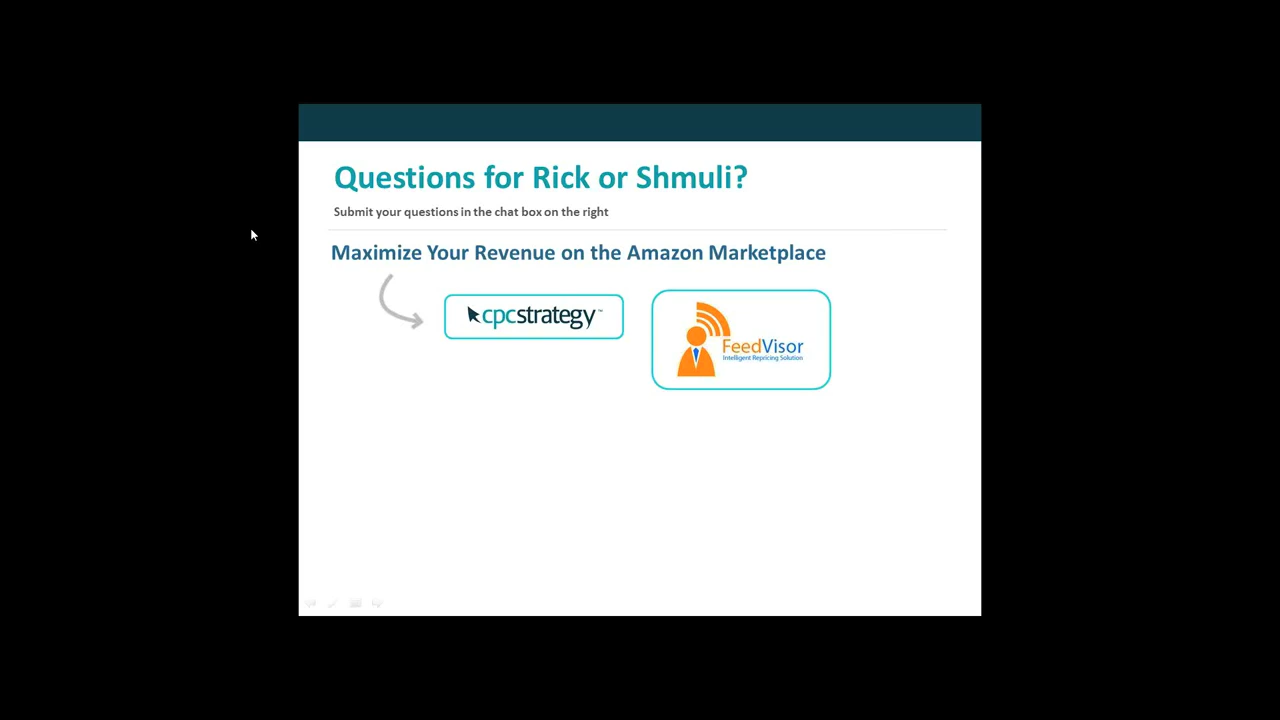 Questions for Rick or Shmuli?
Submit your questions in the chat box on the right
Maximize Your Revenue on the Amazon Marketplace
cpcstrategy™
FeedVisor
Intelligent Repricing Solution